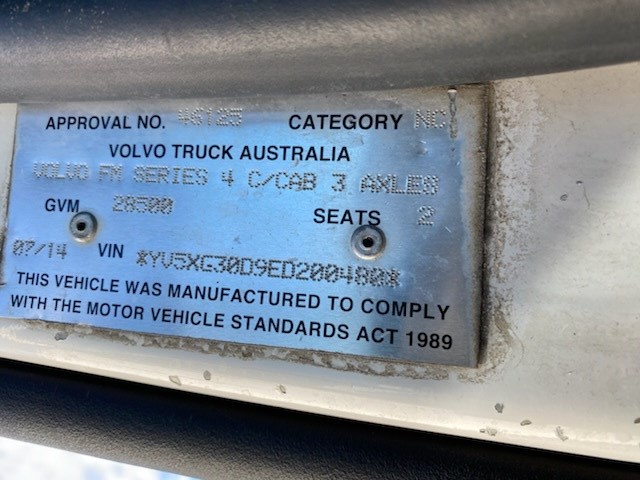 APPROVAL NO. 46125 CATEGORY NC
VOLVO TRUCK AUSTRALIA
VOLVO FM SERIES 4 C/CAB 3 AXLES
GVM 28500 SEATS 2
07/14 VIN *YV5XG30D9ED200480*
THIS VEHICLE WAS MANUFACTURED TO COMPLY
WITH THE MOTOR VEHICLE STANDARDS ACT 1989